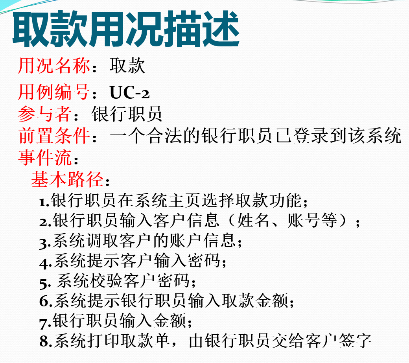 取款用况描述
用况名称：取款
用例编号：UC-2
参与者：银行职员
前置条件：一个合法的银行职员已登录到该系统
事件流：
基本路径：
1.银行职员在系统主页选择取款功能；
2.银行职员输入客户信息（姓名、账号等）；
3.系统调取客户的账户信息；
4.系统提示客户输入密码；
5. 系统校验客户密码；
6.系统提示银行职员输入取款金额；
7.银行职员输入金额；
8.系统打印取款单，由银行职员交给客户签字